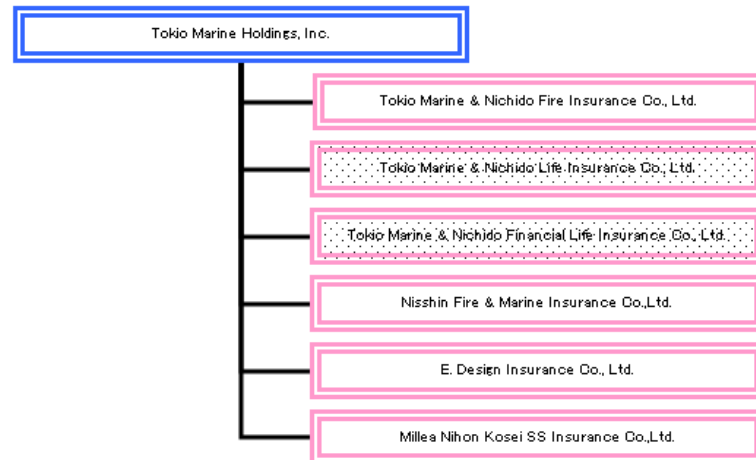 Tokio Marine Holdings, Inc.
Tokio Marine & Nichido Fire Insurance Co., Ltd.
Tokio Marine & Nichido Life Insurance Co., Ltd.
Tokio Marine & Nichido Financial Life Insurance Co., Ltd.
Nisshin Fire & Marine Insurance Co.,Ltd.
E. Design Insurance Co., Ltd.
Millea Nihon Kosei SS Insurance Co.,Ltd.